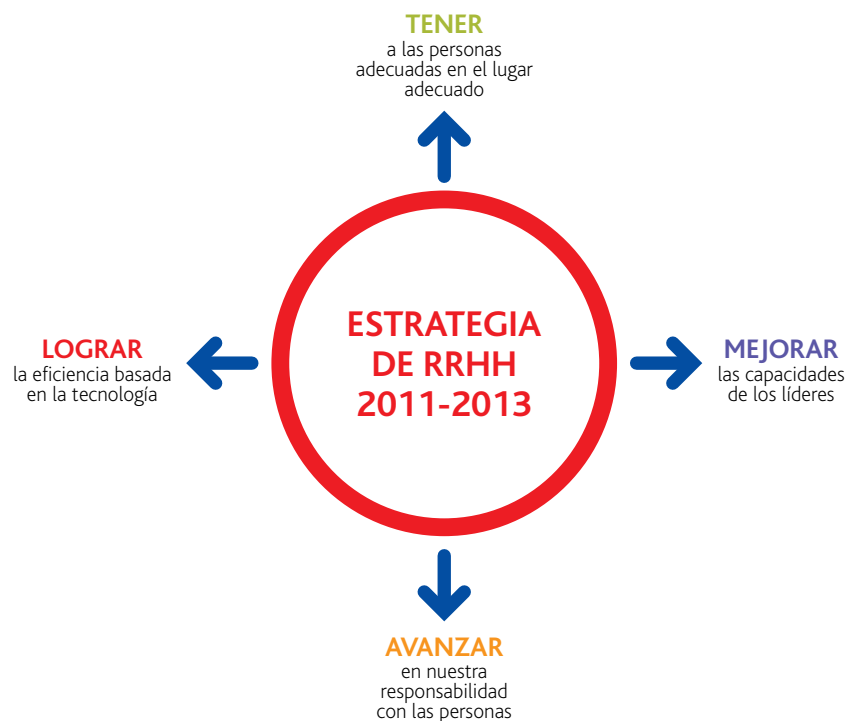 TENER
a las personas
adecuadas en el lugar
adecuado
LOGRAR
la eficiencia basada
en la tecnología
ESTRATEGIA
DE RRHH
2011-2013
MEJORAR
las capacidades
de los líderes
AVANZAR
en nuestra
responsabilidad
con las personas